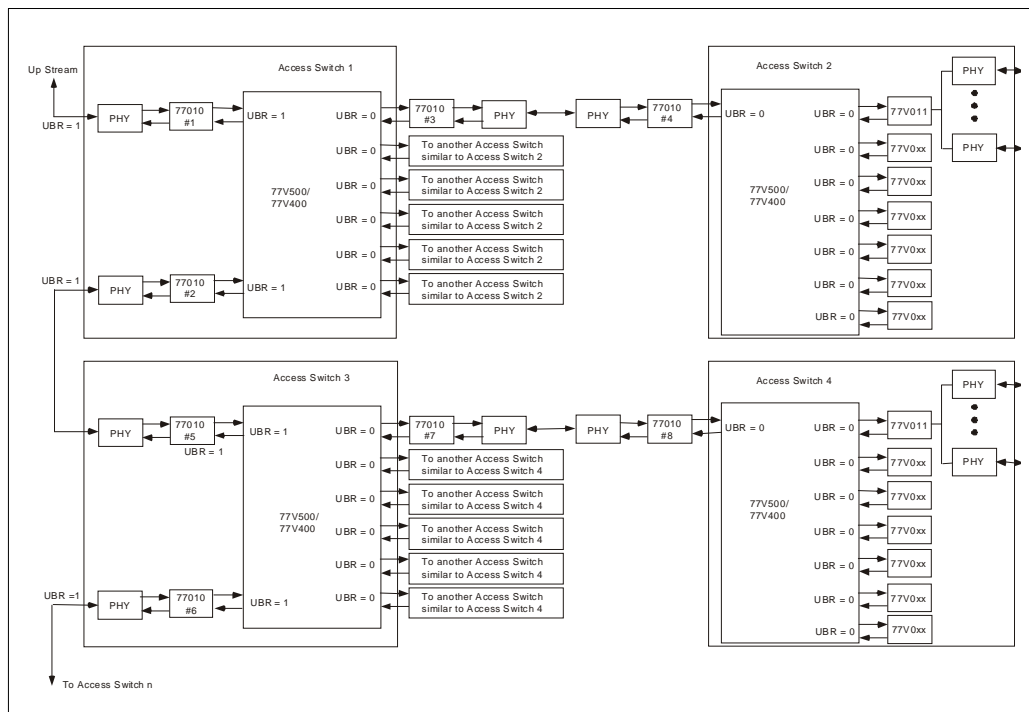 Up Stream
UBR = 1
Access Switch 1
PHY
77010
#1
UBR = 1
UBR = 0
77010
#3
PHY
PHY
77010
#4
UBR = 0
To another Access Switch
similar to Access Switch 2
UBR = 0
To another Access Switch
similar to Access Switch 2
77V500/
77V400
UBR = 0
To another Access Switch
similar to Access Switch 2
UBR = 0
To another Access Switch
similar to Access Switch 2
UBR = 1
PHY
77010
#2
UBR = 1
UBR = 0
To another Access Switch
similar to Access Switch 2
Access Switch 2
UBR = 0
77V500/
77V400
UBR = 0
77V011
PHY
PHY
UBR = 0
77V0xx
UBR = 0
77V0xx
UBR = 0
77V0xx
UBR = 0
77V0xx
UBR = 0
77V0xx
UBR = 0
77V0xx
Access Switch 3
PHY
77010
#5
UBR = 1
UBR = 1
UBR = 0
77010
#7
PHY
PHY
77010
#8
UBR = 0
To another Access Switch
similar to Access Switch 4
UBR = 0
To another Access Switch
similar to Access Switch 4
77V500/
77V400
UBR = 0
To another Access Switch
similar to Access Switch 4
UBR = 0
To another Access Switch
similar to Access Switch 4
UBR =1
PHY
77010
#6
UBR = 1
UBR = 0
To another Access Switch
similar to Access Switch 4
To Access Switch n
Access Switch 4
UBR = 0
77V500/
77V400
UBR = 0
77V011
PHY
PHY
UBR = 0
77V0xx
UBR = 0
77V0xx
UBR = 0
77V0xx
UBR = 0
77V0xx
UBR = 0
77V0xx
UBR = 0
77V0xx